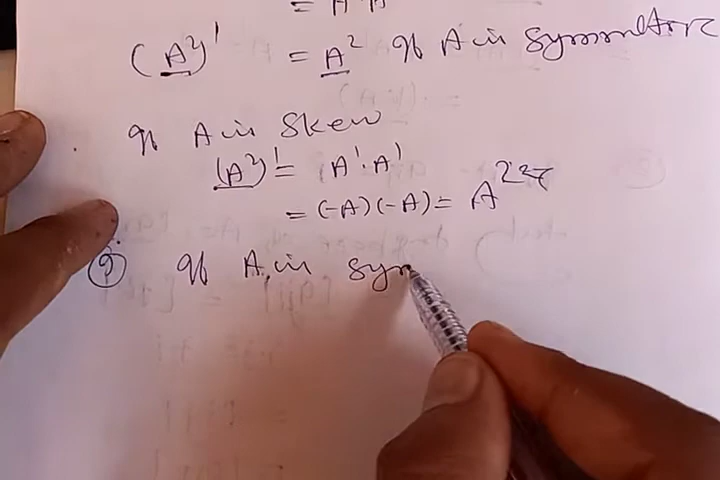 = A' A'
(A²)' = A² If A is Symmetric
If A is Skew
(A²)' = A'.A'
= (-A)(-A) = A²
9 If A is sym